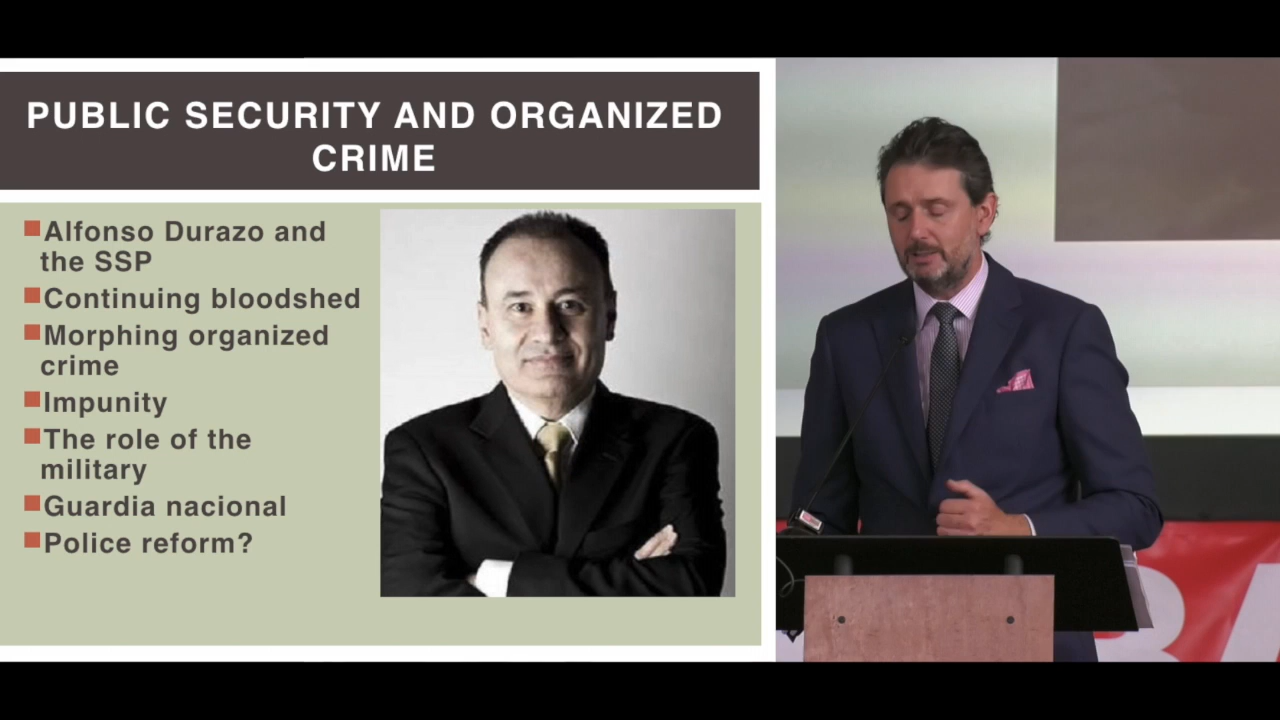 PUBLIC SECURITY AND ORGANIZED
CRIME
Alfonso Durazo and
the SSP
Continuing bloodshed
Morphing organized
crime
Impunity
The role of the
military
Guardia nacional
Police reform?